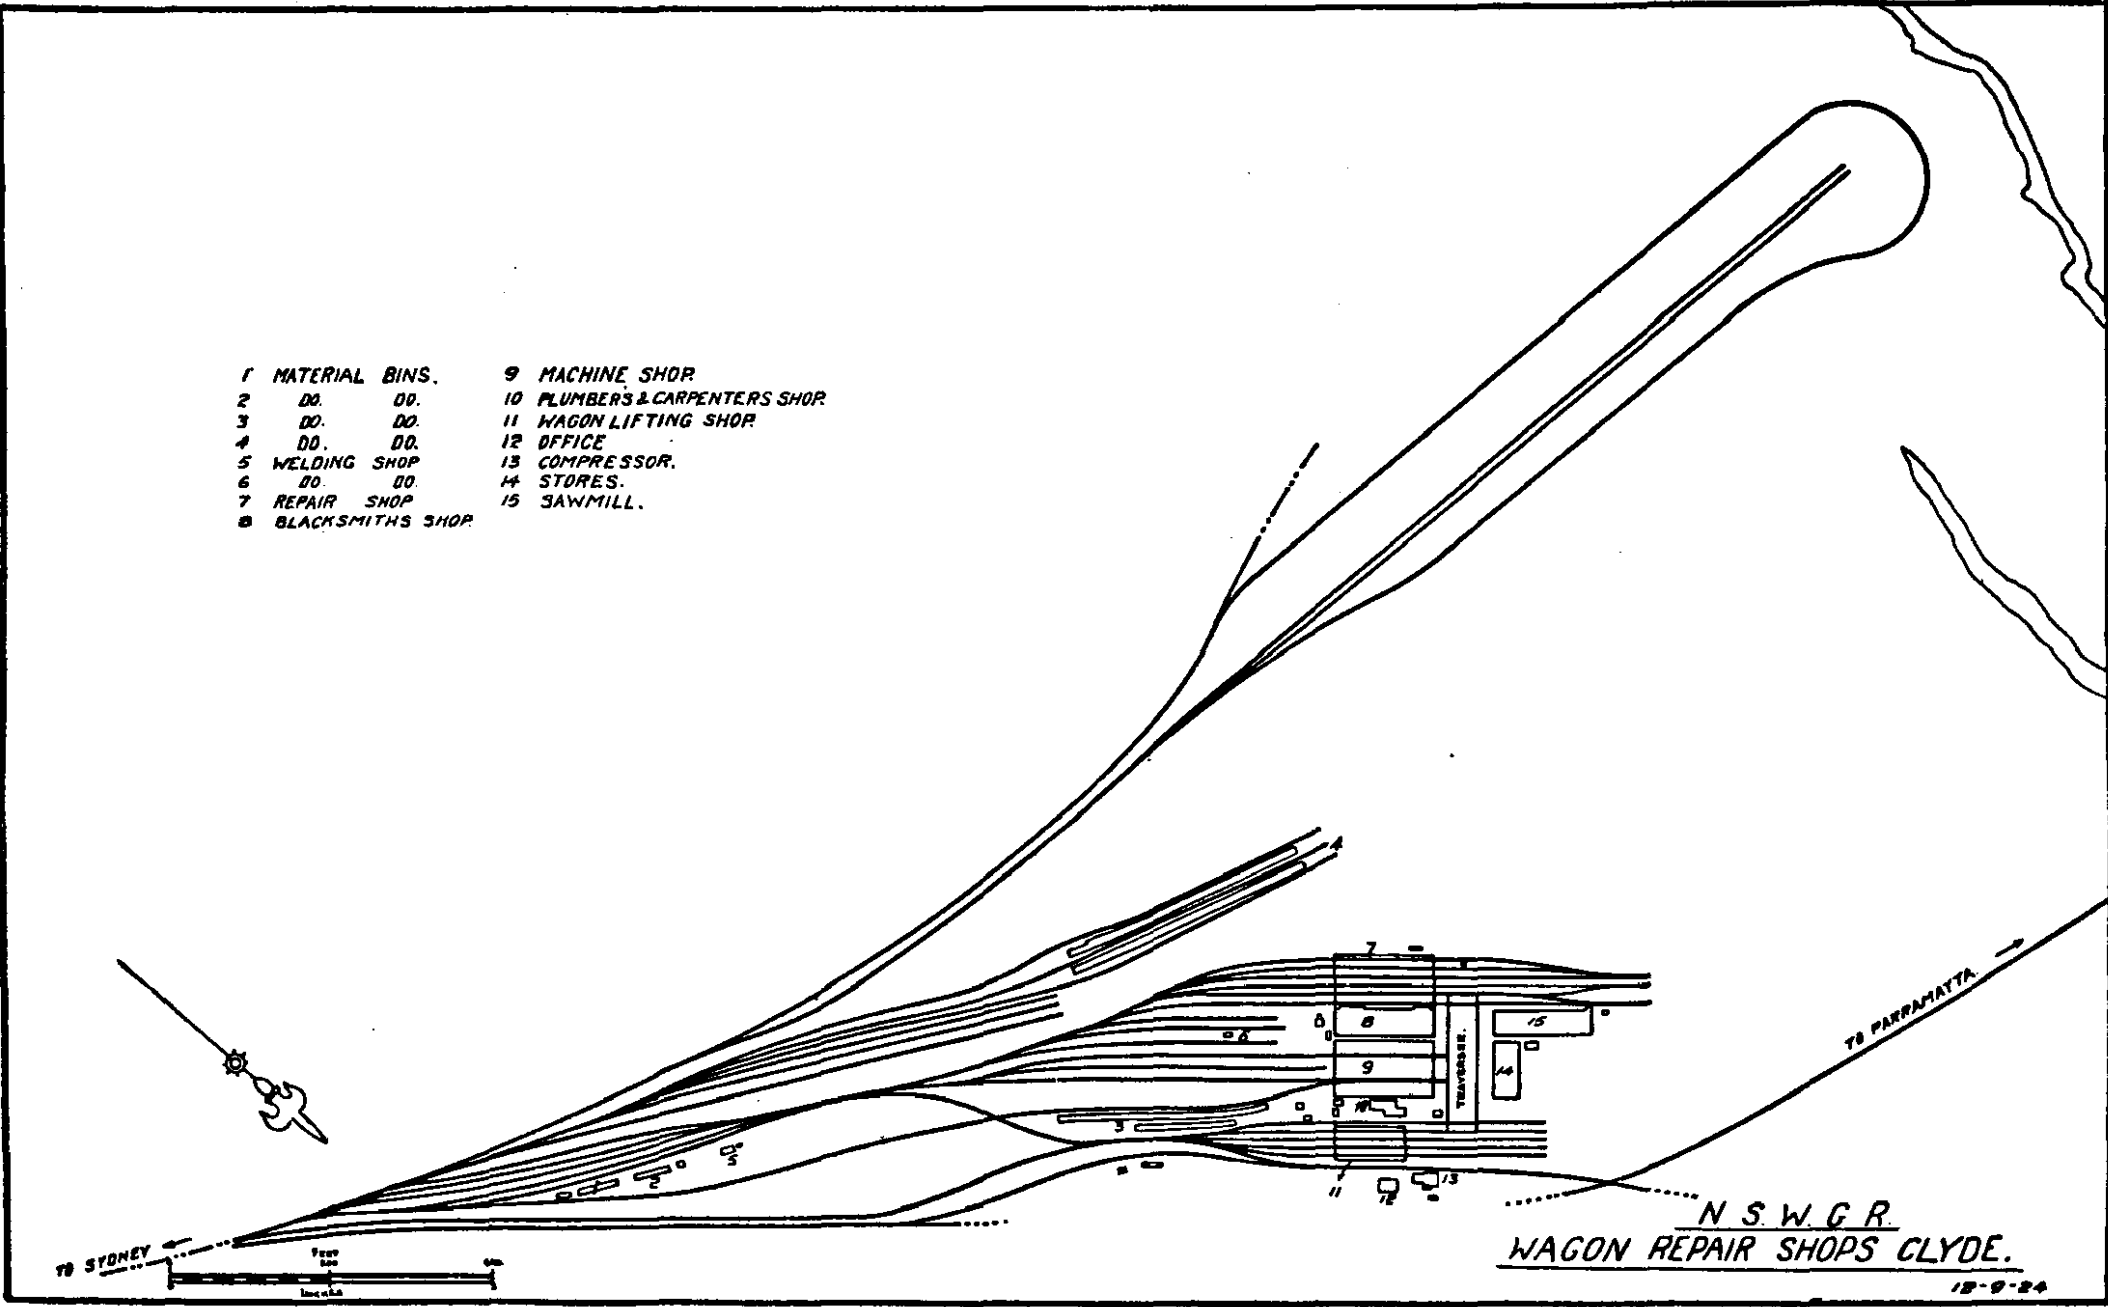 1 MATERIAL BINS.
2 DO. DO.
3 DO. DO.
4 DO. DO.
5 WELDING SHOP
6 DO. DO.
7 REPAIR SHOP
8 BLACKSMITHS SHOP.
9 MACHINE SHOP.
10 PLUMBERS & CARPENTERS SHOP.
11 WAGON LIFTING SHOP.
12 OFFICE
13 COMPRESSOR.
14 STORES.
15 SAWMILL.
4
7
8
15
6
9
14
TRAVERSER.
10
3
5
2
1
11
12
13
TO PARRAMATTA.
TO SYDNEY
FEET
N. S. W. G. R.
WAGON REPAIR SHOPS CLYDE.